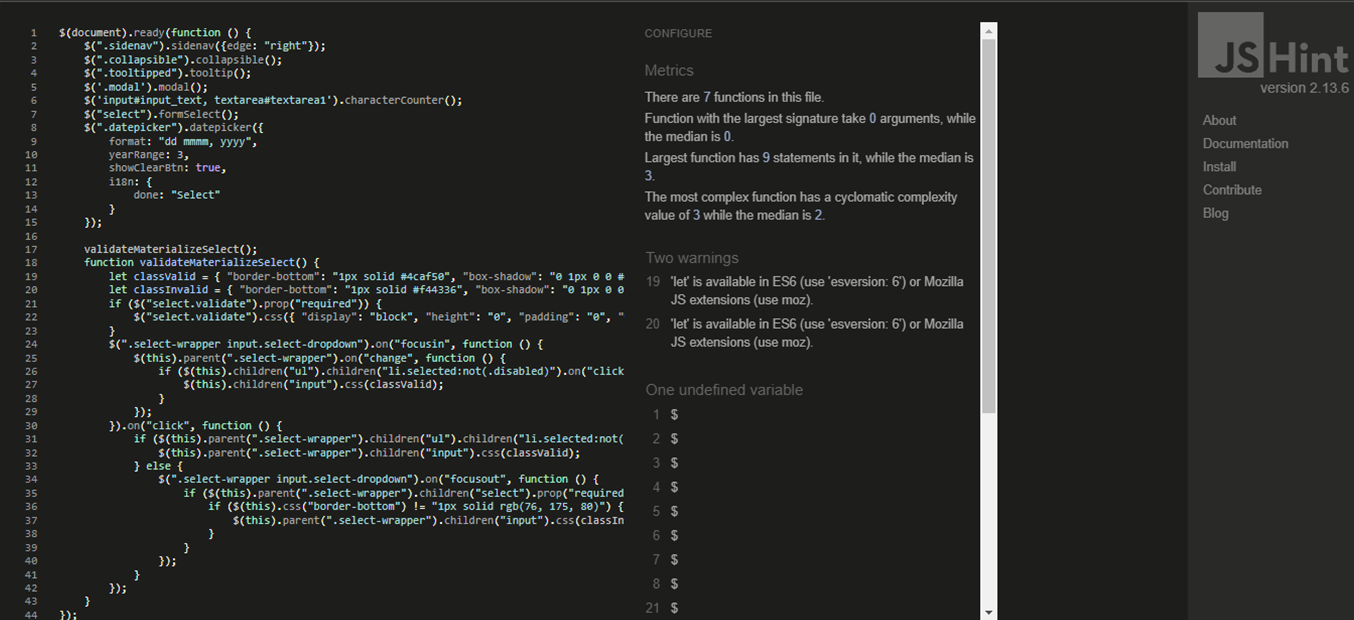 1 $(document).ready(function () {
2 $(".sidenav").sidenav({edge: "right"});
3 $(".collapsible").collapsible();
4 $(".tooltipped").tooltip();
5 $('.modal').modal();
6 $('input#input_text, textarea#textarea1').characterCounter();
7 $("select").formSelect();
8 $(".datepicker").datepicker({
9 format: "dd mmmm, yyyy",
10 yearRange: 3,
11 showClearBtn: true,
12 i18n: {
13 done: "Select"
14 }
15 });
16
17 validateMaterializeSelect();
18 function validateMaterializeSelect() {
19 let classValid = { "border-bottom": "1px solid #4caf50", "box-shadow": "0 1px 0 0 #
20 let classInvalid = { "border-bottom": "1px solid #f44336", "box-shadow": "0 1px 0 0
21 if ($("select.validate").prop("required")) {
22 $("select.validate").css({ "display": "block", "height": "0", "padding": "0", "
23 }
24 $(".select-wrapper input.select-dropdown").on("focusin", function () {
25 $(this).parent(".select-wrapper").on("change", function () {
26 if ($(this).children("ul").children("li.selected:not(.disabled)").on("click
27 $(this).children("input").css(classValid);
28 }
29 });
30 }).on("click", function () {
31 if ($(this).parent(".select-wrapper").children("ul").children("li.selected:not(
32 $(this).parent(".select-wrapper").children("input").css(classValid);
33 } else {
34 $(".select-wrapper input.select-dropdown").on("focusout", function () {
35 if ($(this).parent(".select-wrapper").children("select").prop("required
36 if ($(this).css("border-bottom") != "1px solid rgb(76, 175, 80)") {
37 $(this).parent(".select-wrapper").children("input").css(classIn
38 }
39 }
40 });
41 }
42 });
43 }
44 });
CONFIGURE
Metrics
There are 7 functions in this file.
Function with the largest signature take 0 arguments, while
the median is 0.
Largest function has 9 statements in it, while the median is
3.
The most complex function has a cyclomatic complexity
value of 3 while the median is 2.
Two warnings
19 'let' is available in ES6 (use 'esversion: 6') or Mozilla
JS extensions (use moz).
20 'let' is available in ES6 (use 'esversion: 6') or Mozilla
JS extensions (use moz).
One undefined variable
1 $
2 $
3 $
4 $
5 $
6 $
7 $
8 $
21 $
JSHint
version 2.13.6
About
Documentation
Install
Contribute
Blog